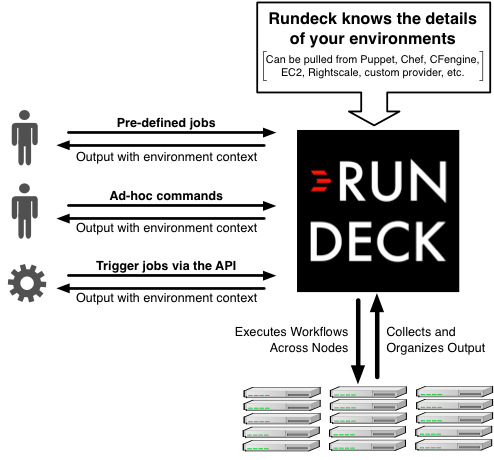 Rundeck knows the details
of your environments
Can be pulled from Puppet, Chef, CFengine,
EC2, Rightscale, custom provider, etc.
Pre-defined jobs
Output with environment context
Ad-hoc commands
Output with environment context
Trigger jobs via the API
Output with environment context
RUN
DECK
Executes Workflows
Across Nodes
Collects and
Organizes Output